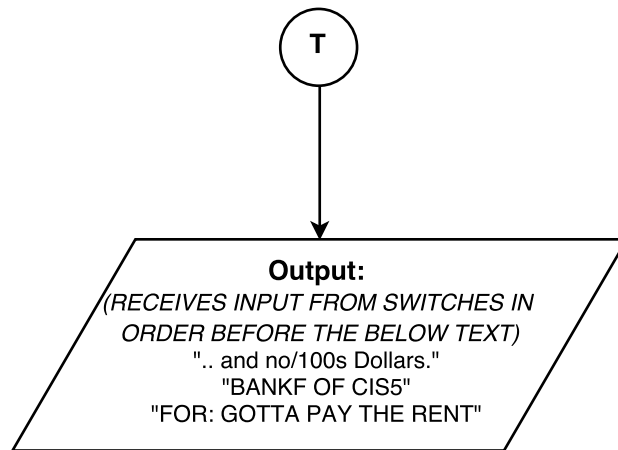 T
Output:
(RECEIVES INPUT FROM SWITCHES IN
ORDER BEFORE THE BELOW TEXT)
".. and no/100s Dollars."
"BANKF OF CIS5"
"FOR: GOTTA PAY THE RENT"